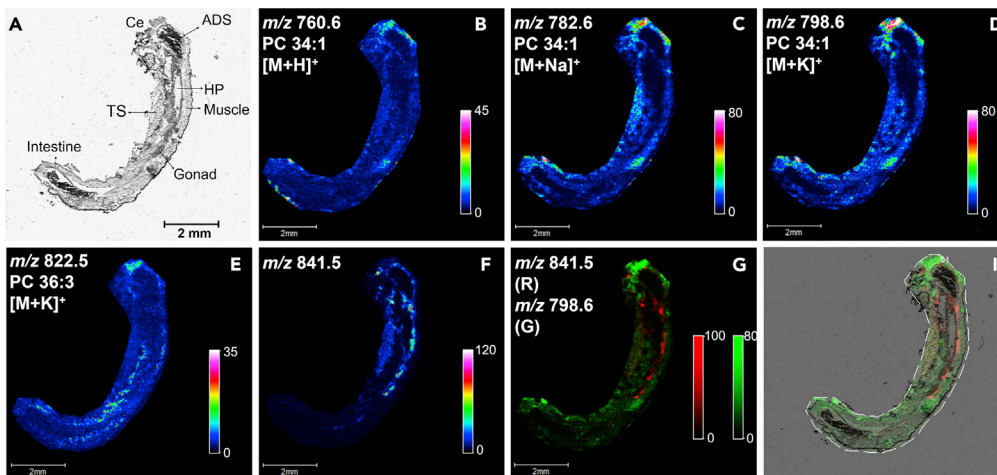 A
Ce
ADS
HP
TS
Muscle
Intestine
Gonad
2 mm
m/z 760.6
PC 34:1
[M+H]+
B
45
0
2mm
m/z 782.6
PC 34:1
[M+Na]+
C
80
0
2mm
m/z 798.6
PC 34:1
[M+K]+
D
80
0
2mm
m/z 822.5
PC 36:3
[M+K]+
E
35
0
2mm
m/z 841.5
F
120
0
2mm
m/z 841.5
(R)
m/z 798.6
(G)
G
100
80
0
0
2mm
01